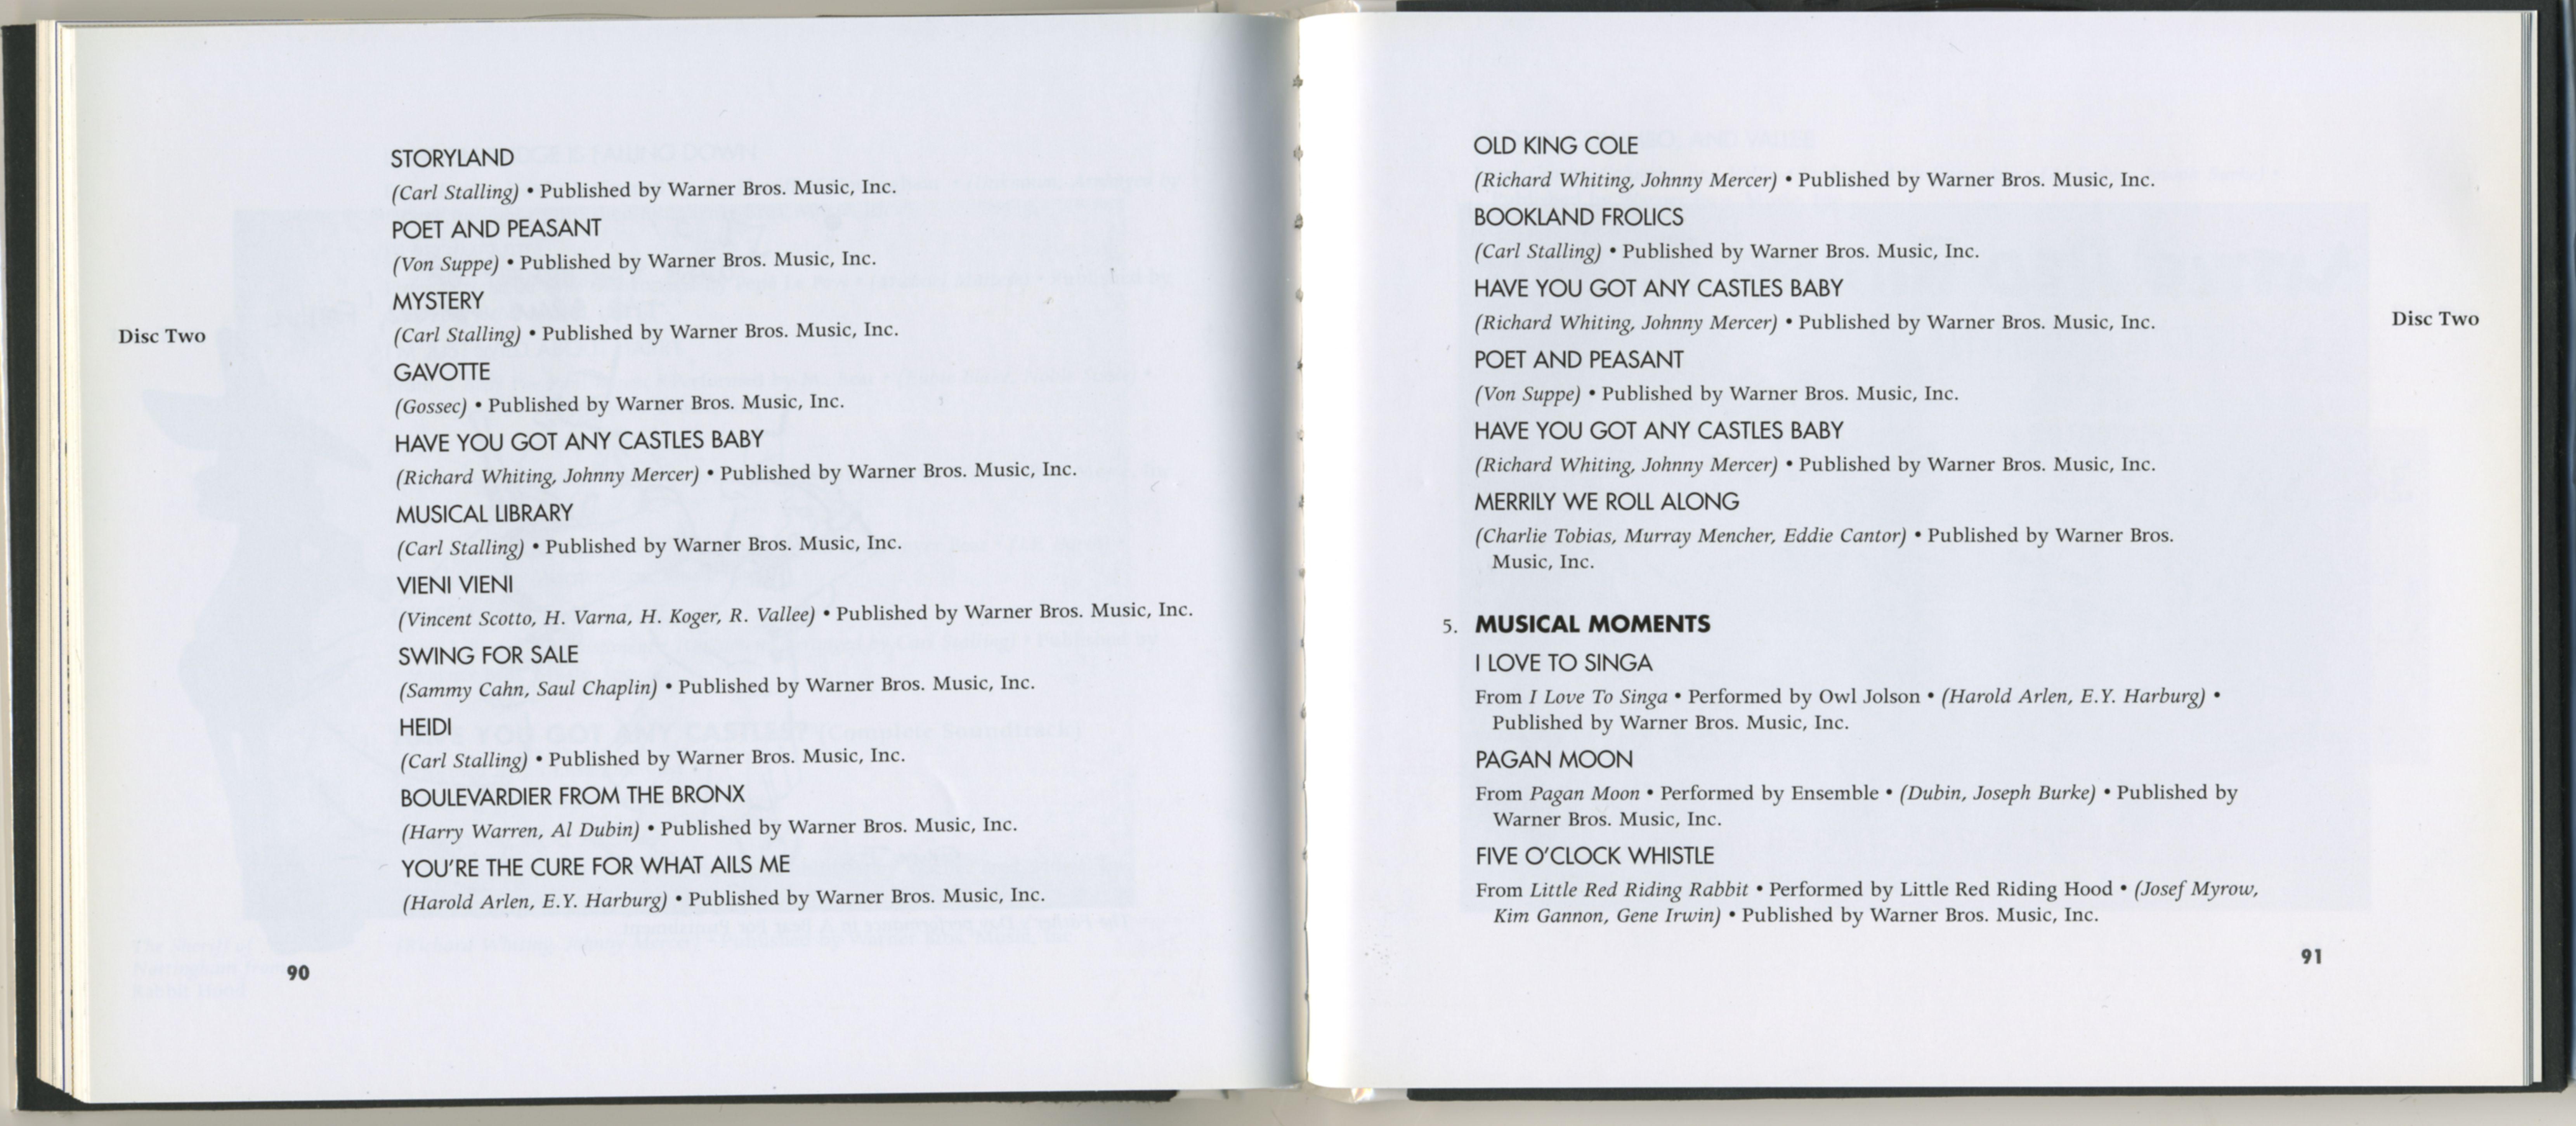 STORYLAND
(Carl Stalling) • Published by Warner Bros. Music, Inc.
POET AND PEASANT
(Von Suppe) • Published by Warner Bros. Music, Inc.
MYSTERY
(Carl Stalling) • Published by Warner Bros. Music, Inc.
Disc Two
GAVOTTE
(Gossec) • Published by Warner Bros. Music, Inc.
HAVE YOU GOT ANY CASTLES BABY
(Richard Whiting, Johnny Mercer) • Published by Warner Bros. Music, Inc.
MUSICAL LIBRARY
(Carl Stalling) • Published by Warner Bros. Music, Inc.
VIENI VIENI
(Vincent Scotto, H. Varna, H. Koger, R. Vallee) • Published by Warner Bros. Music, Inc.
SWING FOR SALE
(Sammy Cahn, Saul Chaplin) • Published by Warner Bros. Music, Inc.
HEIDI
(Carl Stalling) • Published by Warner Bros. Music, Inc.
BOULEVARDIER FROM THE BRONX
(Harry Warren, Al Dubin) • Published by Warner Bros. Music, Inc.
YOU'RE THE CURE FOR WHAT AILS ME
(Harold Arlen, E.Y. Harburg) • Published by Warner Bros. Music, Inc.
90
OLD KING COLE
(Richard Whiting, Johnny Mercer) • Published by Warner Bros. Music, Inc.
BOOKLAND FROLICS
(Carl Stalling) • Published by Warner Bros. Music, Inc.
HAVE YOU GOT ANY CASTLES BABY
(Richard Whiting, Johnny Mercer) • Published by Warner Bros. Music, Inc.
Disc Two
POET AND PEASANT
(Von Suppe) • Published by Warner Bros. Music, Inc.
HAVE YOU GOT ANY CASTLES BABY
(Richard Whiting, Johnny Mercer) • Published by Warner Bros. Music, Inc.
MERRILY WE ROLL ALONG
(Charlie Tobias, Murray Mencher, Eddie Cantor) • Published by Warner Bros.
Music, Inc.
5. MUSICAL MOMENTS
I LOVE TO SINGA
From I Love To Singa • Performed by Owl Jolson • (Harold Arlen, E.Y. Harburg) •
Published by Warner Bros. Music, Inc.
PAGAN MOON
From Pagan Moon • Performed by Ensemble • (Dubin, Joseph Burke) • Published by
Warner Bros. Music, Inc.
FIVE O'CLOCK WHISTLE
From Little Red Riding Rabbit • Performed by Little Red Riding Hood • (Josef Myrow,
Kim Gannon, Gene Irwin) • Published by Warner Bros. Music, Inc.
91